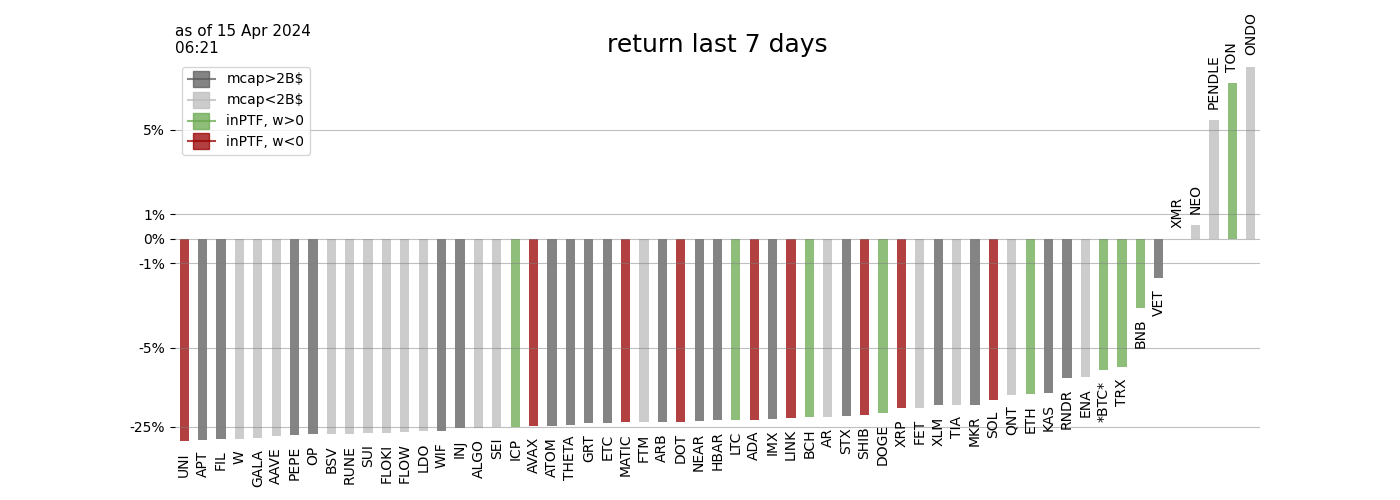 as of 15 Apr 2024
06:21
return last 7 days
mcap>2B$
mcap<2B$
inPTF, w>0
inPTF, w<0
5%
1%
0%
-1%
-5%
-25%
UNI
APT
FIL
W
GALA
AAVE
PEPE
OP
BSV
RUNE
SUI
FLOKI
FLOW
LDO
WIF
INJ
ALGO
SEI
ICP
AVAX
ATOM
THETA
GRT
ETC
MATIC
FTM
ARB
DOT
NEAR
HBAR
LTC
ADA
IMX
LINK
BCH
AR
STX
SHIB
DOGE
XRP
FET
XLM
TIA
MKR
SOL
QNT
ETH
KAS
RNDR
ENA
*BTC*
TRX
BNB
VET
XMR
NEO
PENDLE
TON
ONDO